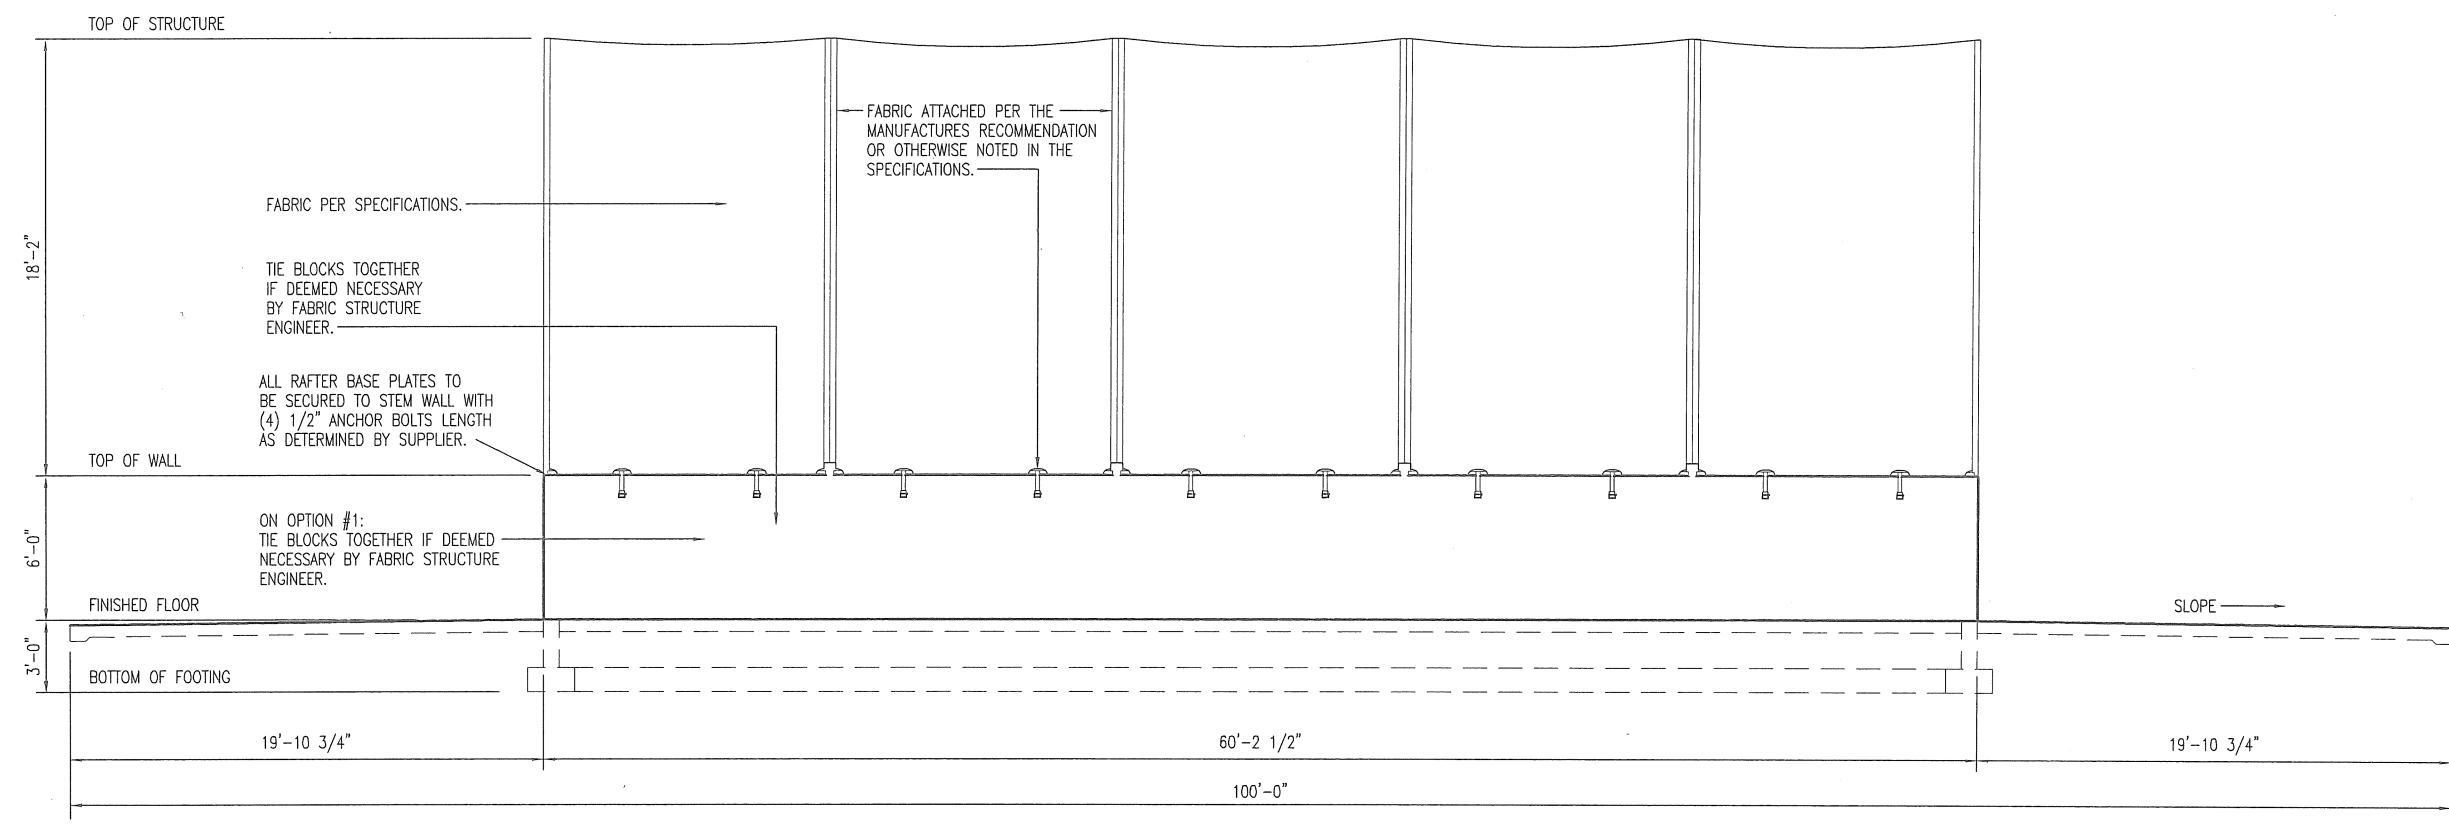 TOP OF STRUCTURE
FABRIC ATTACHED PER THE
MANUFACTURES RECOMMENDATION
OR OTHERWISE NOTED IN THE
SPECIFICATIONS.
FABRIC PER SPECIFICATIONS.
18'-2"
TIE BLOCKS TOGETHER
IF DEEMED NECESSARY
BY FABRIC STRUCTURE
ENGINEER.
ALL RAFTER BASE PLATES TO
BE SECURED TO STEM WALL WITH
(4) 1/2" ANCHOR BOLTS LENGTH
AS DETERMINED BY SUPPLIER.
TOP OF WALL
6'-0"
ON OPTION #1:
TIE BLOCKS TOGETHER IF DEEMED
NECESSARY BY FABRIC STRUCTURE
ENGINEER.
FINISHED FLOOR
SLOPE
3'-0"
BOTTOM OF FOOTING
19'-10 3/4"
60'-2 1/2"
19'-10 3/4"
100'-0"